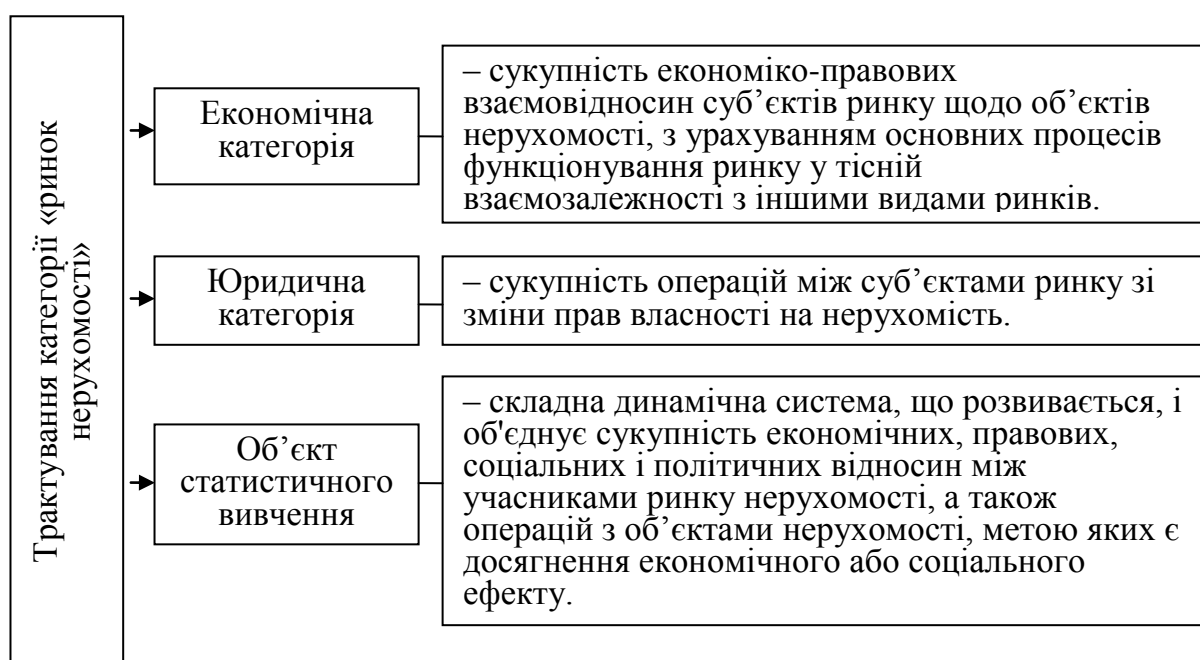 Трактування категорії «ринок
нерухомості»
Економічна
категорія
– сукупність економіко-правових
взаємовідносин суб’єктів ринку щодо об’єктів
нерухомості, з урахуванням основних процесів
функціонування ринку у тісній
взаємозалежності з іншими видами ринків.
Юридична
категорія
– сукупність операцій між суб’єктами ринку зі
зміни прав власності на нерухомість.
Об’єкт
статистичного
вивчення
– складна динамічна система, що розвивається, і
об'єднує сукупність економічних, правових,
соціальних і політичних відносин між
учасниками ринку нерухомості, а також
операцій з об’єктами нерухомості, метою яких є
досягнення економічного або соціального
ефекту.